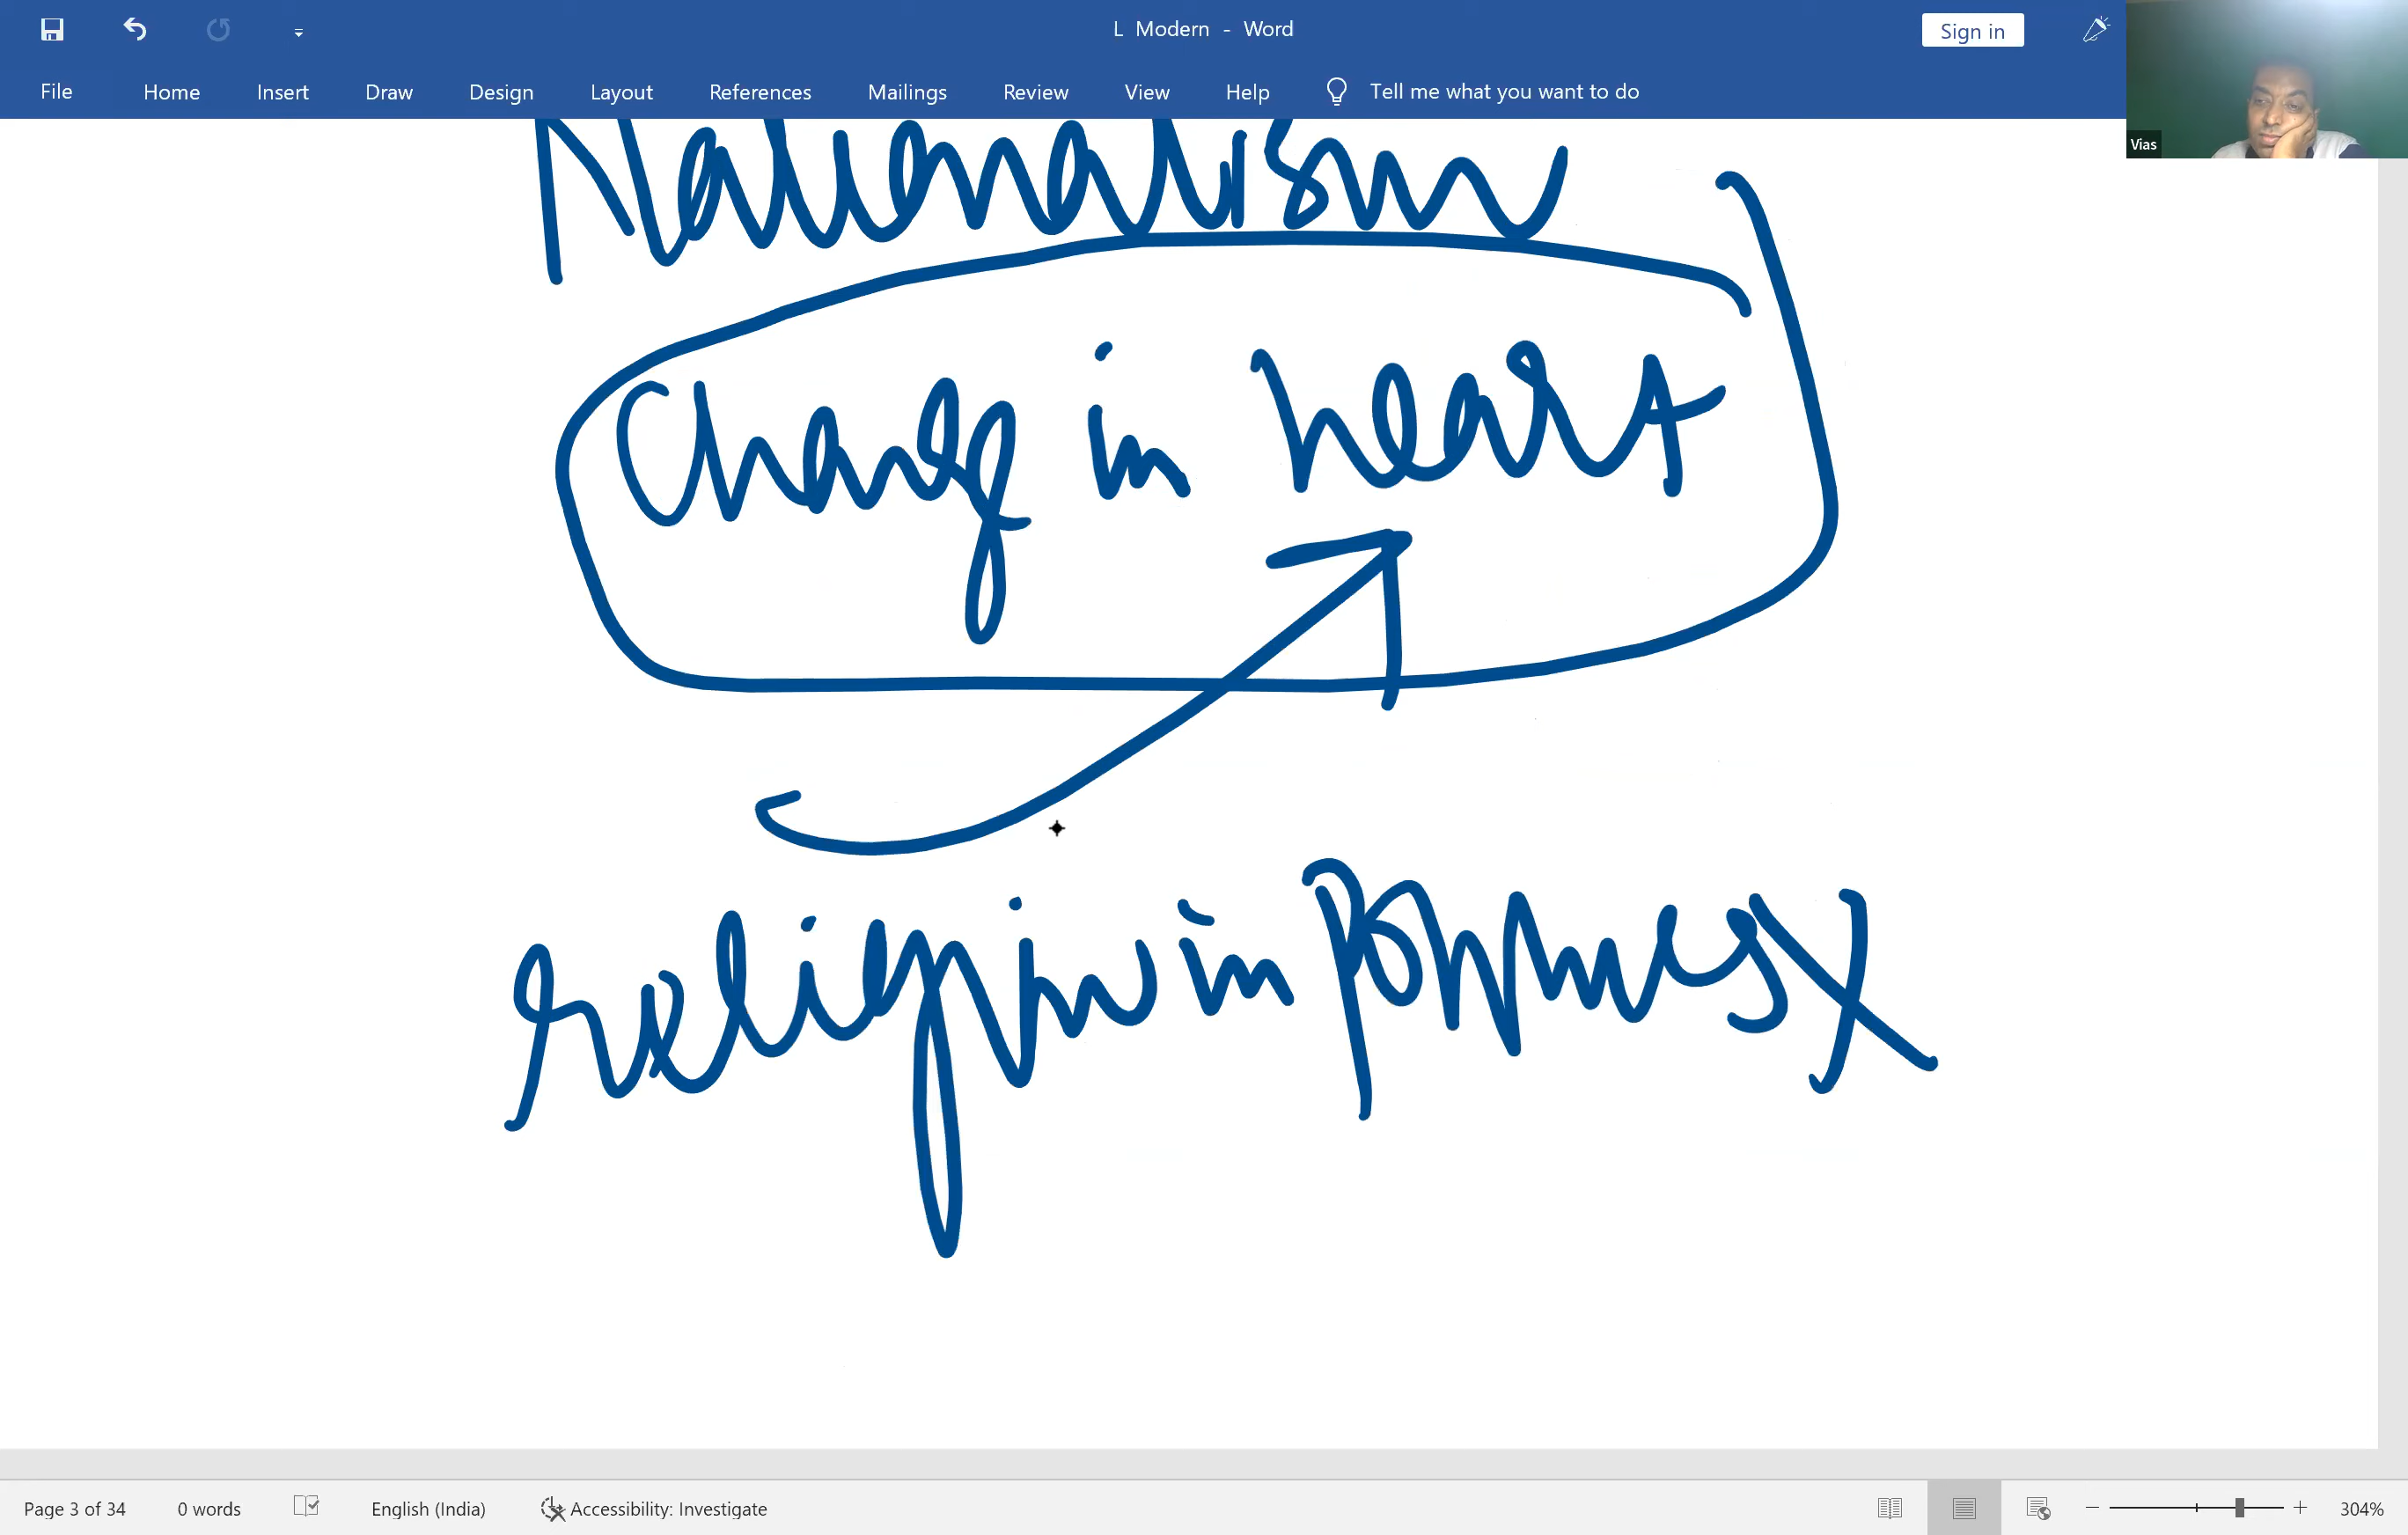 L Modern - Word
Sign in
File Home Insert Draw Design Layout References Mailings Review View Help Tell me what you want to do
Vias
Nationalism
Change in heart
religion in Politics X
Page 3 of 34 0 words English (India) Accessibility: Investigate 304%